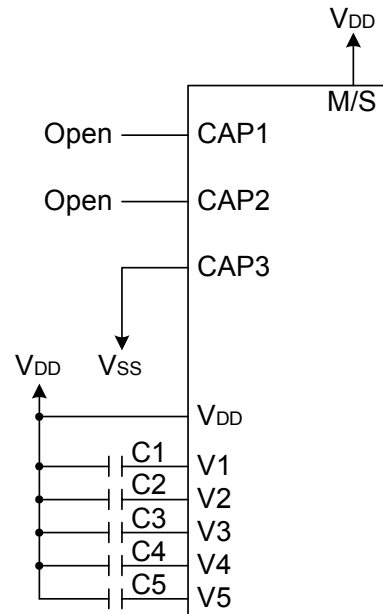 VDD
M/S
Open CAP1
Open CAP2
CAP3
VDD VSS
VDD
C1 V1
C2 V2
C3 V3
C4 V4
C5 V5